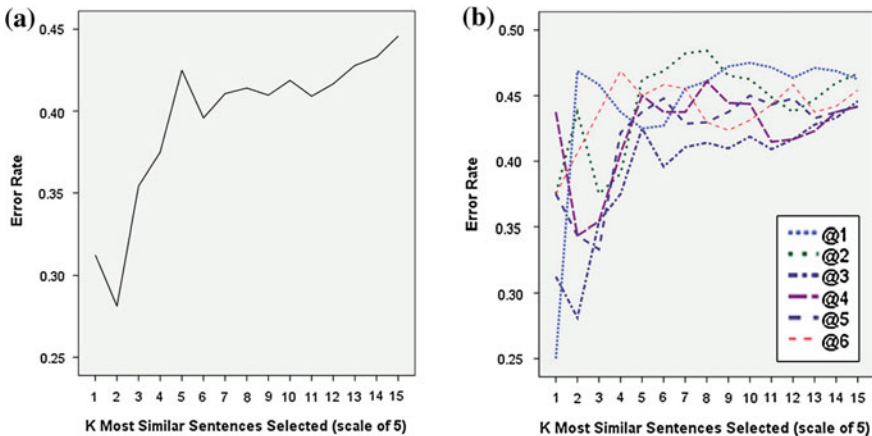 (a)
0.45
0.40
0.35
0.30
0.25
Error Rate
1 2 3 4 5 6 7 8 9 10 11 12 13 14 15
K Most Similar Sentences Selected (scale of 5)
(b)
0.50
0.45
0.40
0.35
0.30
0.25
Error Rate
@1
@2
@3
@4
@5
@6
1 2 3 4 5 6 7 8 9 10 11 12 13 14 15
K Most Similar Sentences Selected (scale of 5)